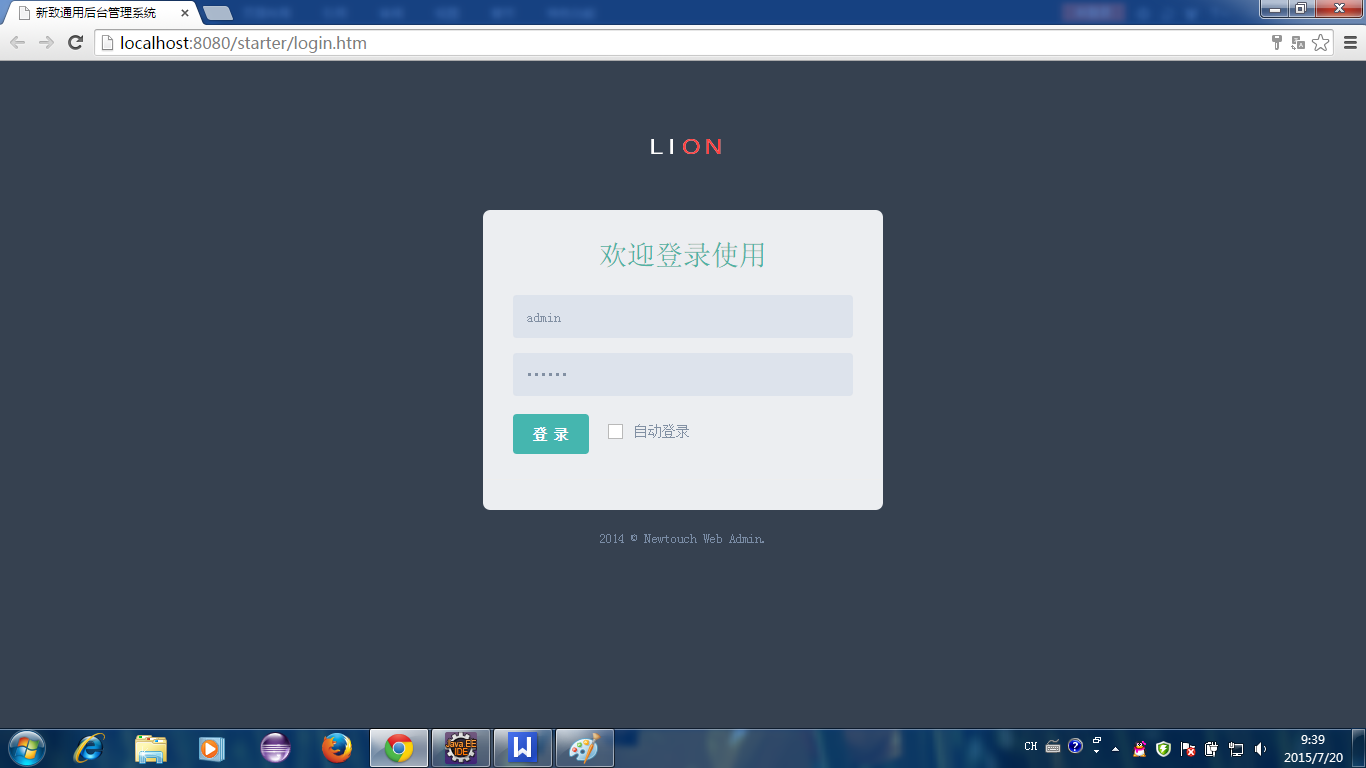 新致通用后台管理系统
localhost:8080/starter/login.htm
LION
欢迎登录使用
admin
••••••
登 录
自动登录
2014 © Newtouch Web Admin.
Java EE
IDE
W
CH
9:39
2015/7/20